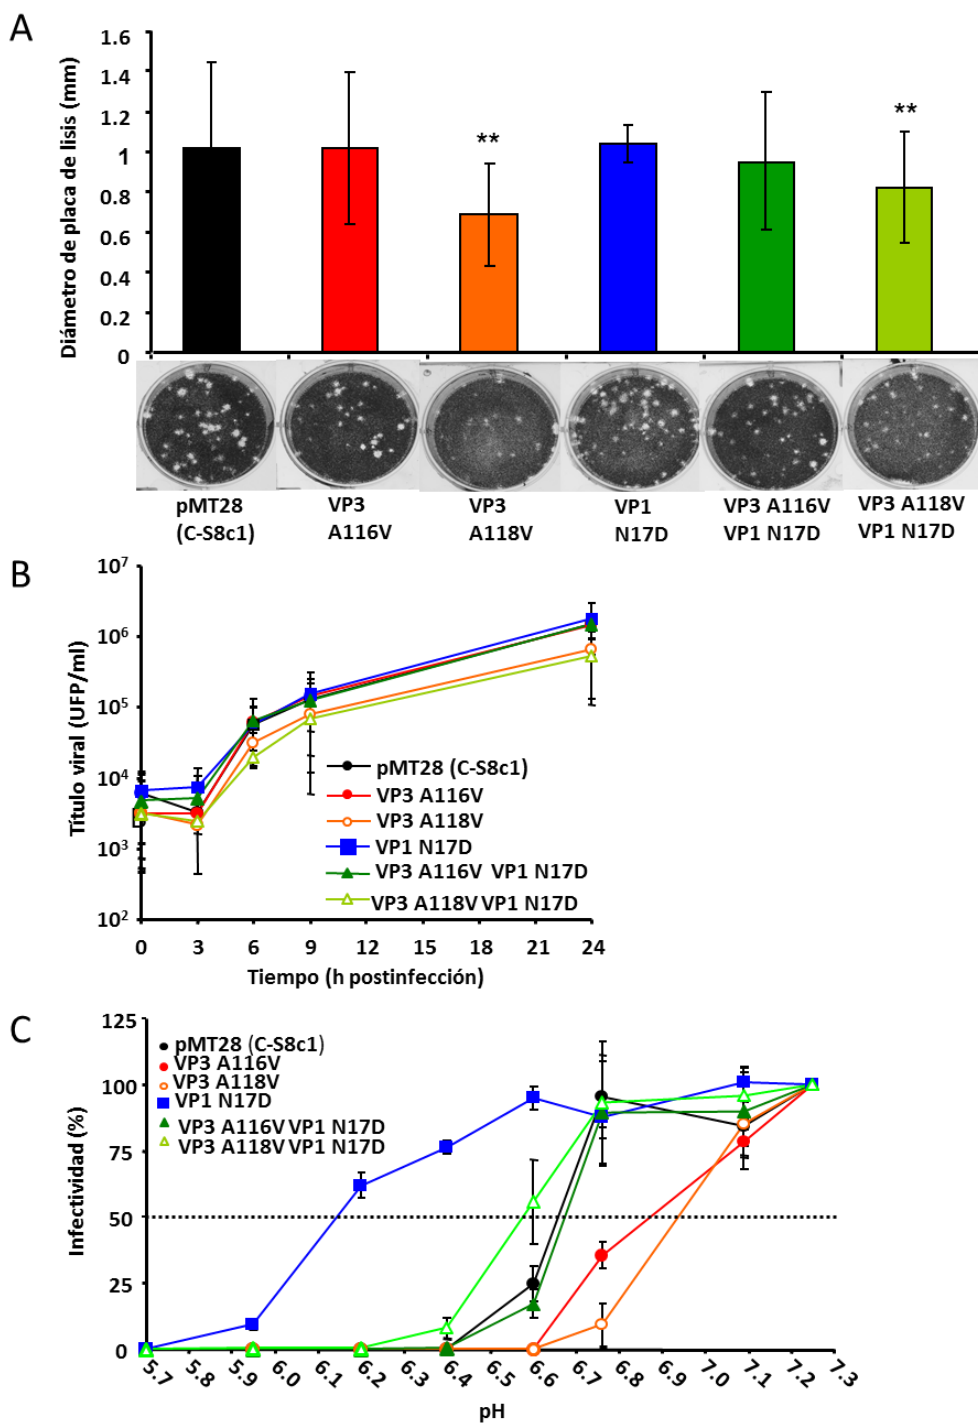 A
Diámetro de placa de lisis (mm)
1.6
1.4
1.2
1
0.8
0.6
0.4
0.2
0
**
**
pMT28
(C-S8c1)
VP3
A116V
VP3
A118V
VP1
N17D
VP3 A116V
VP1 N17D
VP3 A118V
VP1 N17D
B
Título viral (UFP/ml)
10⁷
10⁶
10⁵
10⁴
10³
10²
pMT28 (C-S8c1)
VP3 A116V
VP3 A118V
VP1 N17D
VP3 A116V VP1 N17D
VP3 A118V VP1 N17D
0 3 6 9 12 15 18 21 24
Tiempo (h postinfección)
C
Infectividad (%)
125
100
75
50
25
0
pMT28 (C-S8c1)
VP3 A116V
VP3 A118V
VP1 N17D
VP3 A116V VP1 N17D
VP3 A118V VP1 N17D
5.7 5.8 5.9 6.0 6.2 6.3 6.4 6.5 6.6 6.7 6.8 6.9 7.0 7.1 7.2 7.3
pH